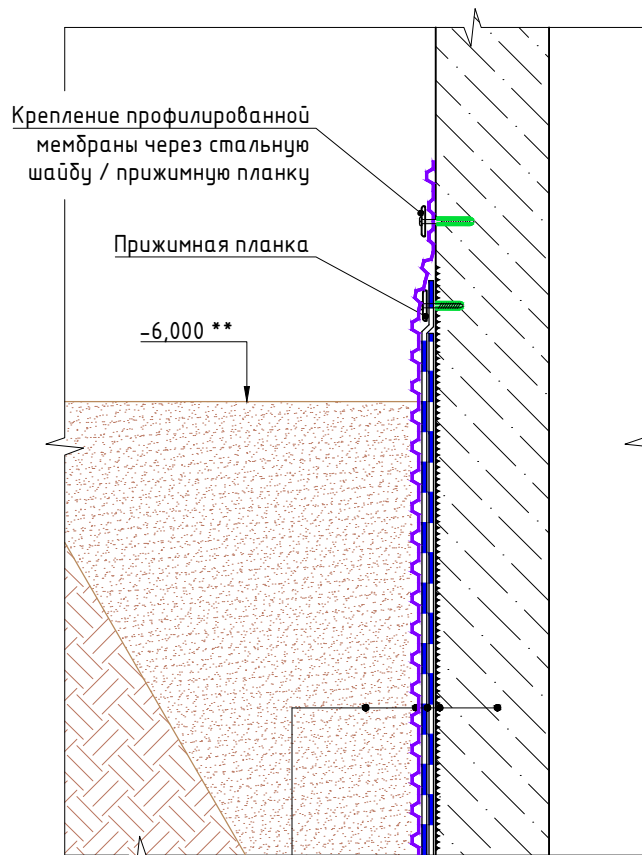 Крепление профилированной
мембраны через стальную
шайбу / прижимную планку
Прижимная планка
-6,000 **